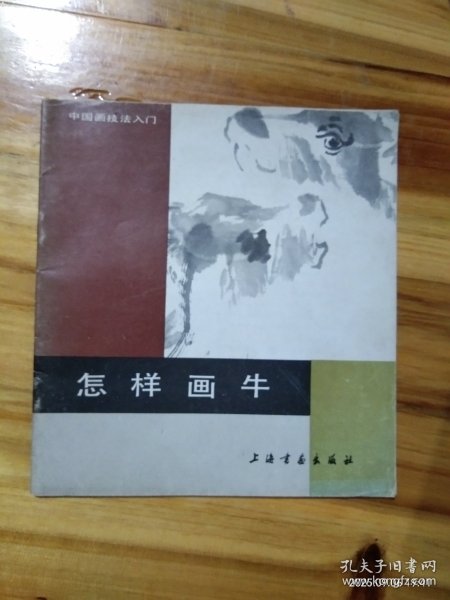 中国画技法入门
怎样画牛
上海书画出版社
孔夫子旧书网